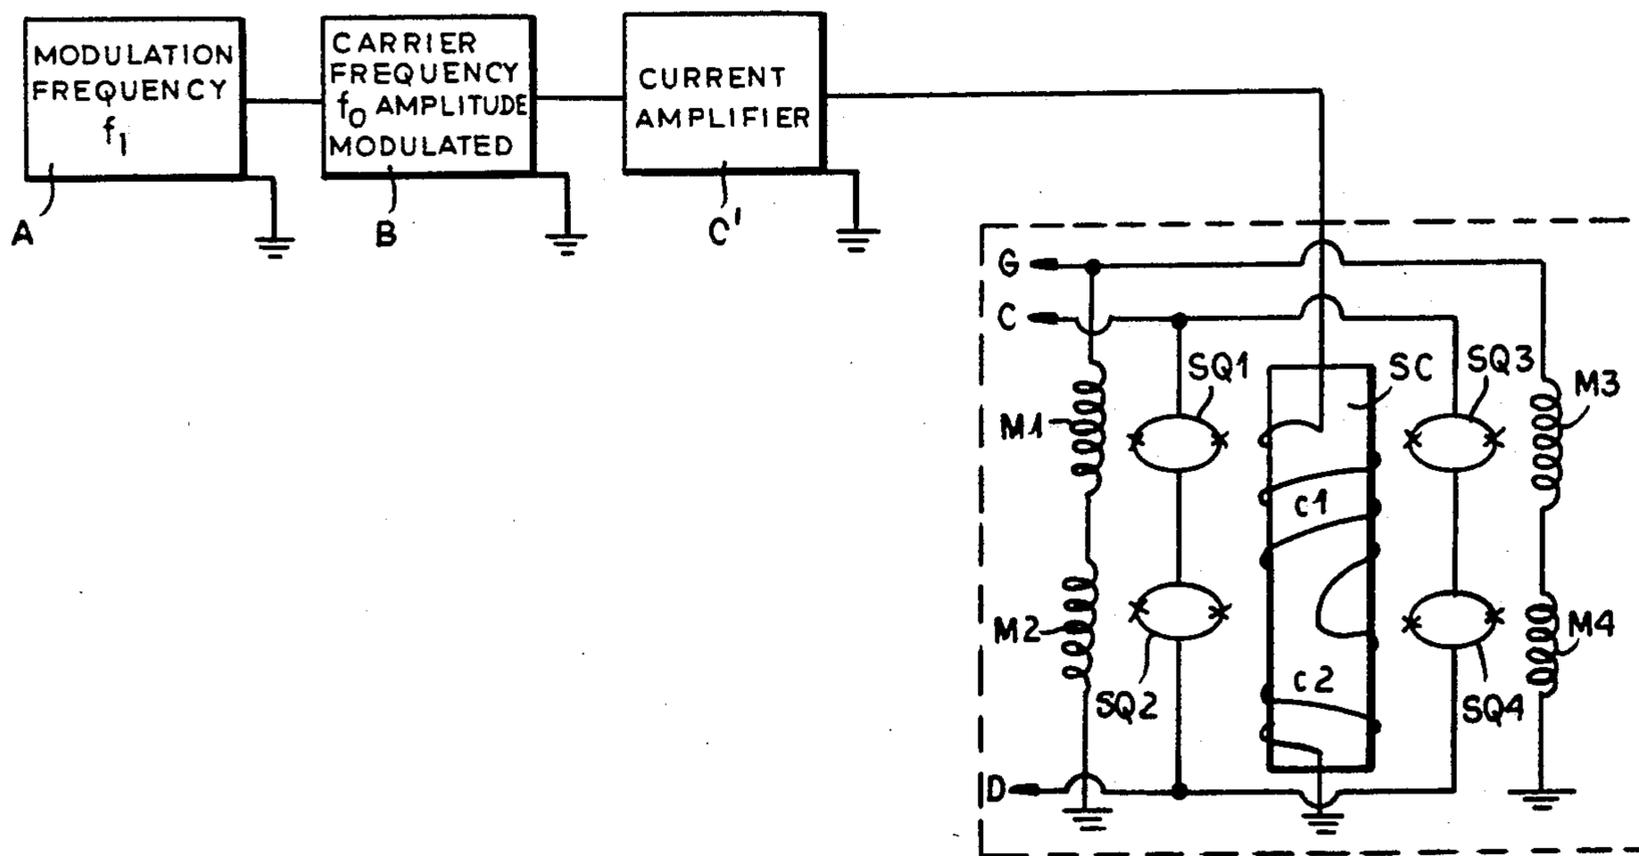 MODULATION
FREQUENCY
f1
A
CARRIER
FREQUENCY
f0 AMPLITUDE
MODULATED
B
CURRENT
AMPLIFIER
C'
G
C
SQ1
SC
SQ3
M3
M1
c1
M2
SQ2
c2
M4
SQ4
D